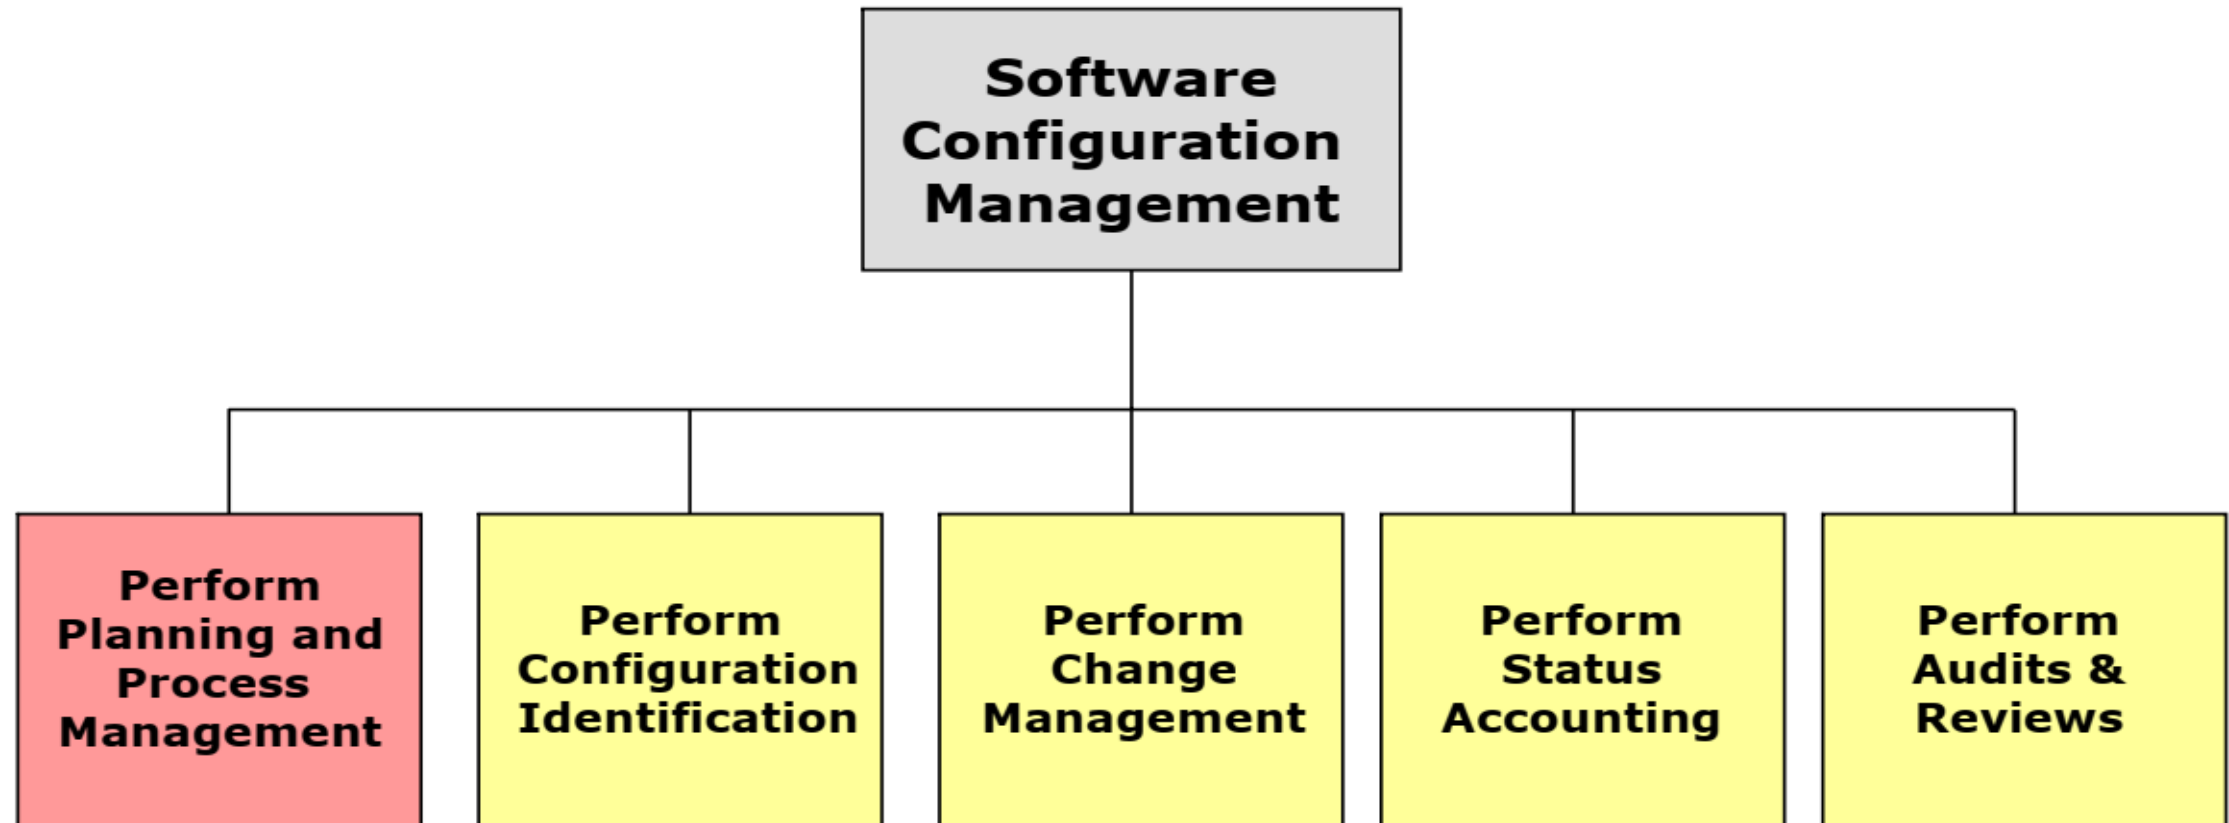 Software
Configuration
Management
Perform
Planning and
Process
Management
Perform
Configuration
Identification
Perform
Change
Management
Perform
Status
Accounting
Perform
Audits &
Reviews